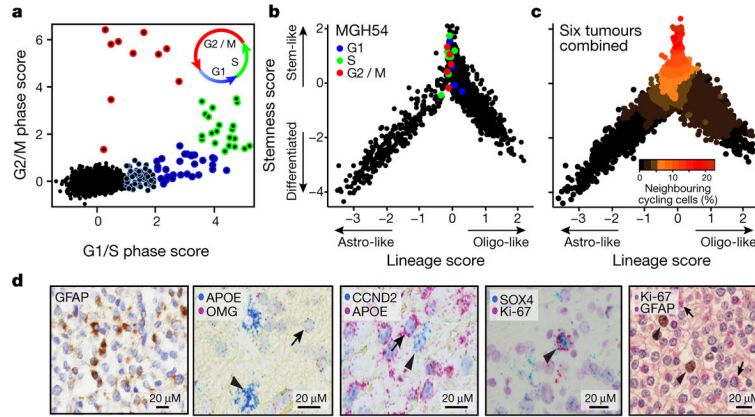 a
G2/M phase score
6
4
2
0
0
2
4
G1/S phase score
G2 / M
S
G1
b
MGH54
G1
S
G2 / M
Stemness score
Stem-like
Differentiated
2
0
−2
−4
−3
−2
−1
0
1
2
Astro-like
Oligo-like
Lineage score
c
Six tumours
combined
0
10
20
Neighbouring
cycling cells (%)
−3
−2
−1
0
1
2
Astro-like
Oligo-like
Lineage score
d
GFAP
20 μM
APOE
OMG
20 μM
CCND2
APOE
20 μM
SOX4
Ki-67
20 μM
Ki-67
GFAP
20 μM